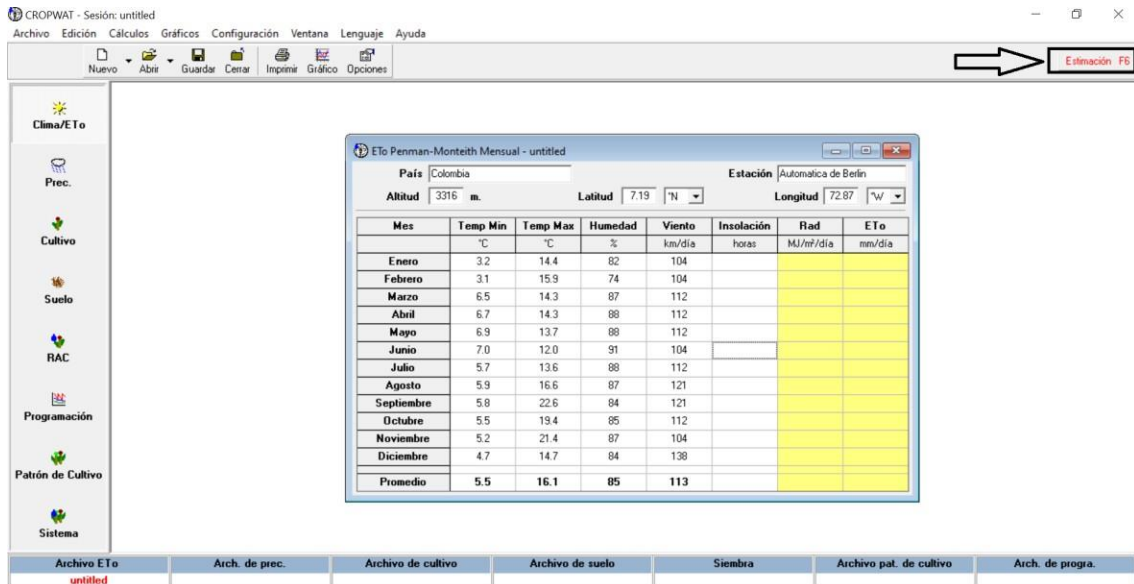 CROPWAT - Sesión: untitled
Archivo Edición Cálculos Gráficos Configuración Ventana Lenguaje Ayuda
Nuevo Abrir Guardar Cerrar Imprimir Gráfico Opciones
Estimación F6
Clima/ETo
Prec.
Cultivo
Suelo
RAC
Programación
Patrón de Cultivo
Sistema
ETo Penman-Monteith Mensual - untitled
País Colombia Estación Automatica de Berlin
Altitud 3316 m. Latitud 7.19 °N Longitud 72.87 °W
Mes Temp Min Temp Max Humedad Viento Insolación Rad ETo
°C °C % km/día horas MJ/m²/día mm/día
Enero 3.2 14.4 82 104
Febrero 3.1 15.9 74 104
Marzo 6.5 14.3 87 112
Abril 6.7 14.3 88 112
Mayo 6.9 13.7 88 112
Junio 7.0 12.0 91 104
Julio 5.7 13.6 88 112
Agosto 5.9 16.6 87 121
Septiembre 5.8 22.6 84 121
Octubre 5.5 19.4 85 112
Noviembre 5.2 21.4 87 104
Diciembre 4.7 14.7 84 138
Promedio 5.5 16.1 85 113
Archivo ETo Arch. de prec. Archivo de cultivo Archivo de suelo Siembra Archivo pat. de cultivo Arch. de progra.
untitled